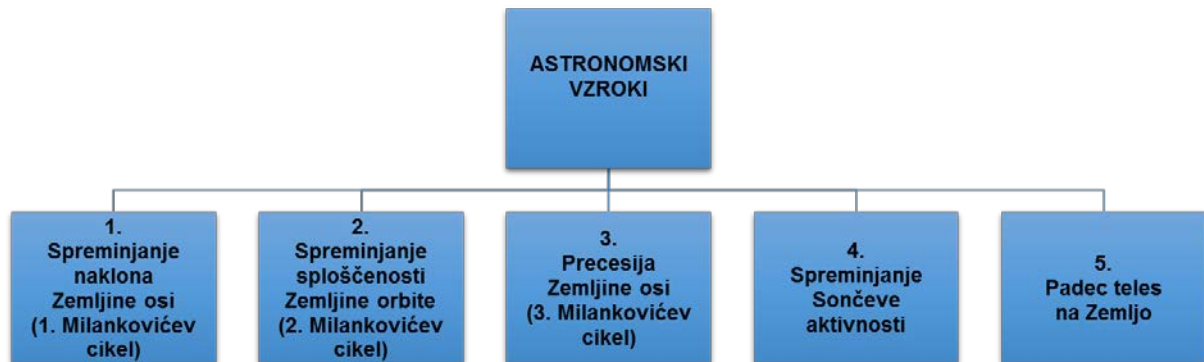 ASTRONOMSKI
VZROKI
1.
Spreminjanje
naklona
Zemljine osi
(1. Milankovićev
cikel)
2.
Spreminjanje
sploščenosti
Zemljine orbite
(2. Milankovićev
cikel)
3.
Precesija
Zemljine osi
(3. Milankovićev
cikel)
4.
Spreminjanje
Sončeve
aktivnosti
5.
Padec teles
na Zemljo